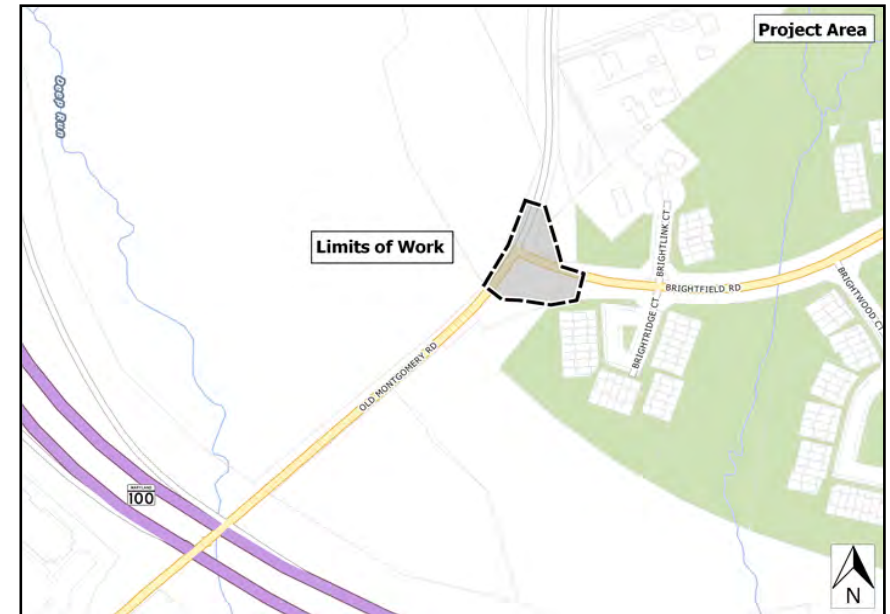 Project Area
Deep Run
Limits of Work
BRIGHTLINK CT
BRIGHTFIELD RD
BRIGHTWOOD CT
BRIGHTRIDGE CT
OLD MONTGOMERY RD
MARYLAND
100
N